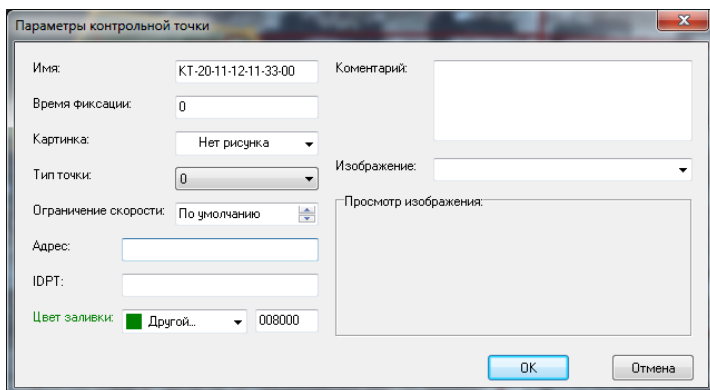 Параметры контрольной точки
Имя: КТ-20-11-12-11-33-00
Время фиксации: 0
Картинка: Нет рисунка
Тип точки: 0
Ограничение скорости: По умолчанию
Адрес:
IDPT:
Цвет заливки: Другой... 008000
Коментарий:
Изображение:
Просмотр изображения:
OK Отмена